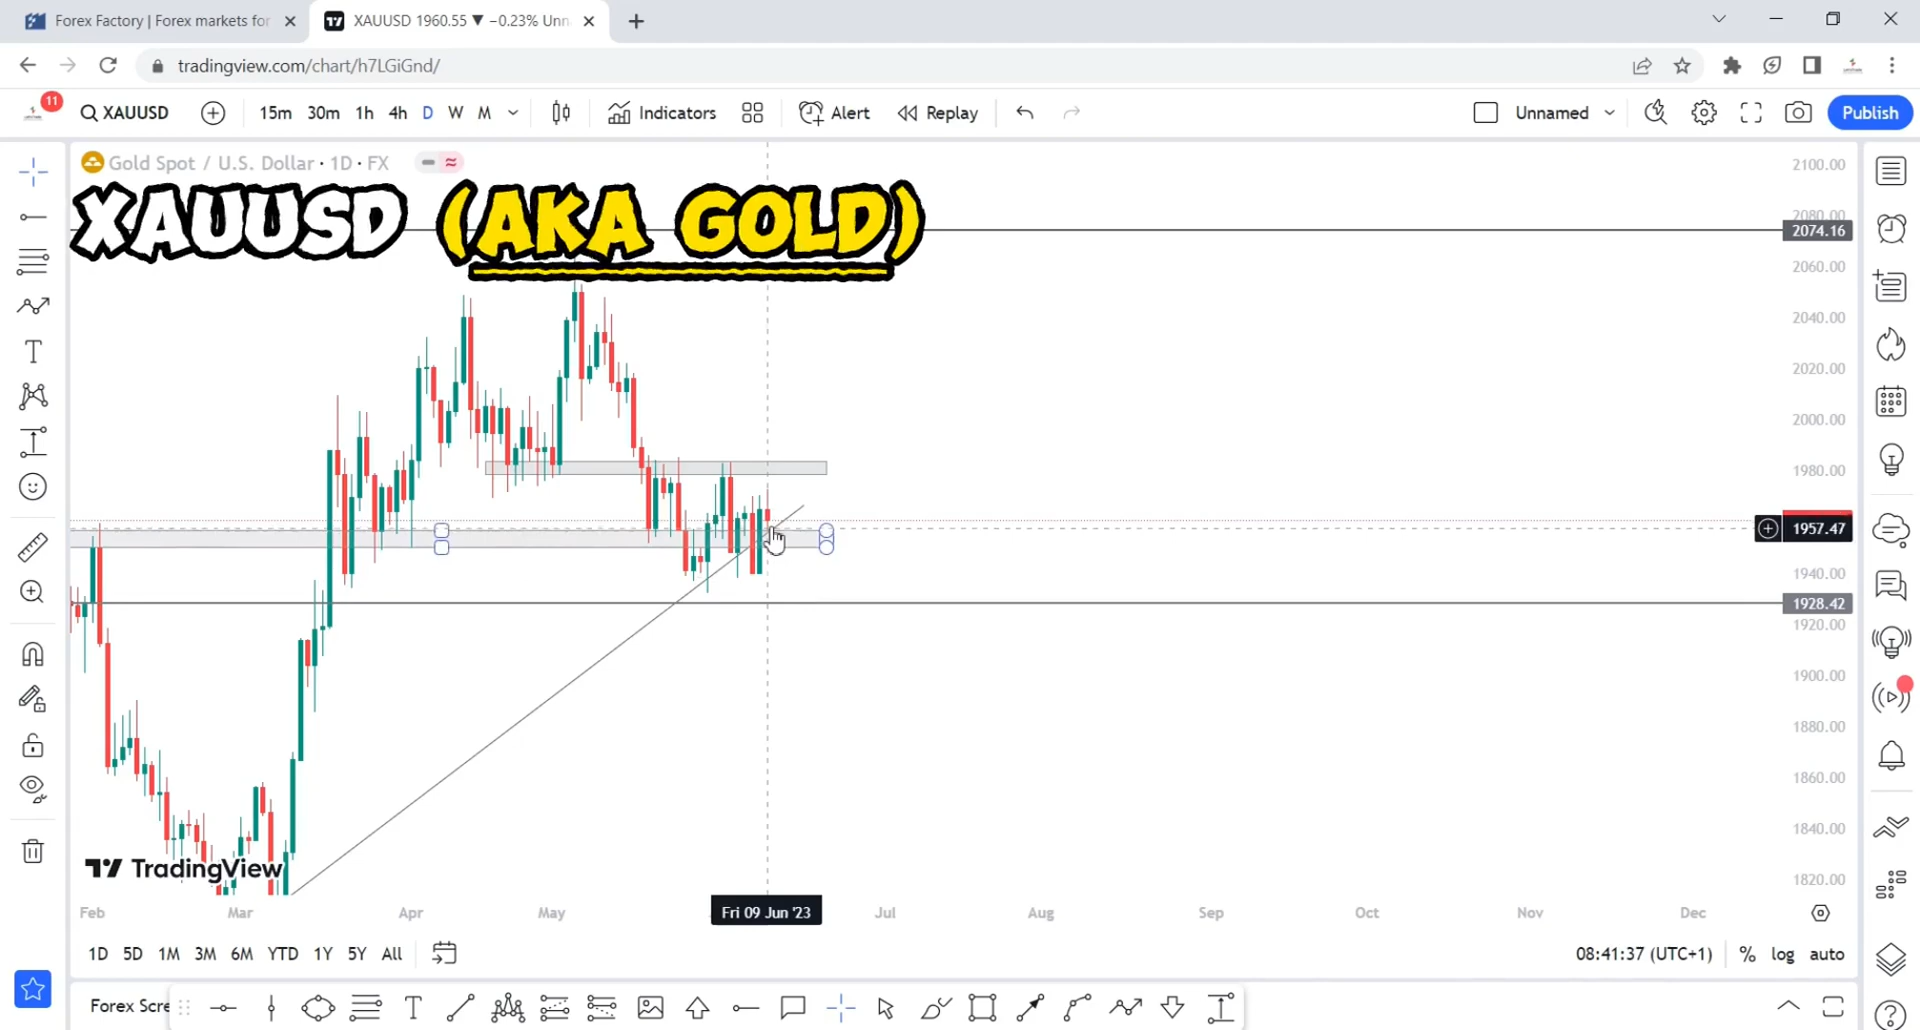 Forex Factory | Forex markets for
XAUUSD 1960.55 ▼ −0.23% Unn
tradingview.com/chart/h7LGiGnd/
11
XAUUSD
15m 30m 1h 4h D W M
Indicators
Alert
Replay
Unnamed
Publish
Gold Spot / U.S. Dollar · 1D · FX
XAUUSD (AKA GOLD)
2100.00
2080.00
2074.16
2060.00
2040.00
2020.00
2000.00
1980.00
1957.47
1940.00
1928.42
1920.00
1900.00
1880.00
1860.00
1840.00
1820.00
TradingView
Feb Mar Apr May Fri 09 Jun '23 Jul Aug Sep Oct Nov Dec
1D 5D 1M 3M 6M YTD 1Y 5Y All
08:41:37 (UTC+1) % log auto
Forex Scre